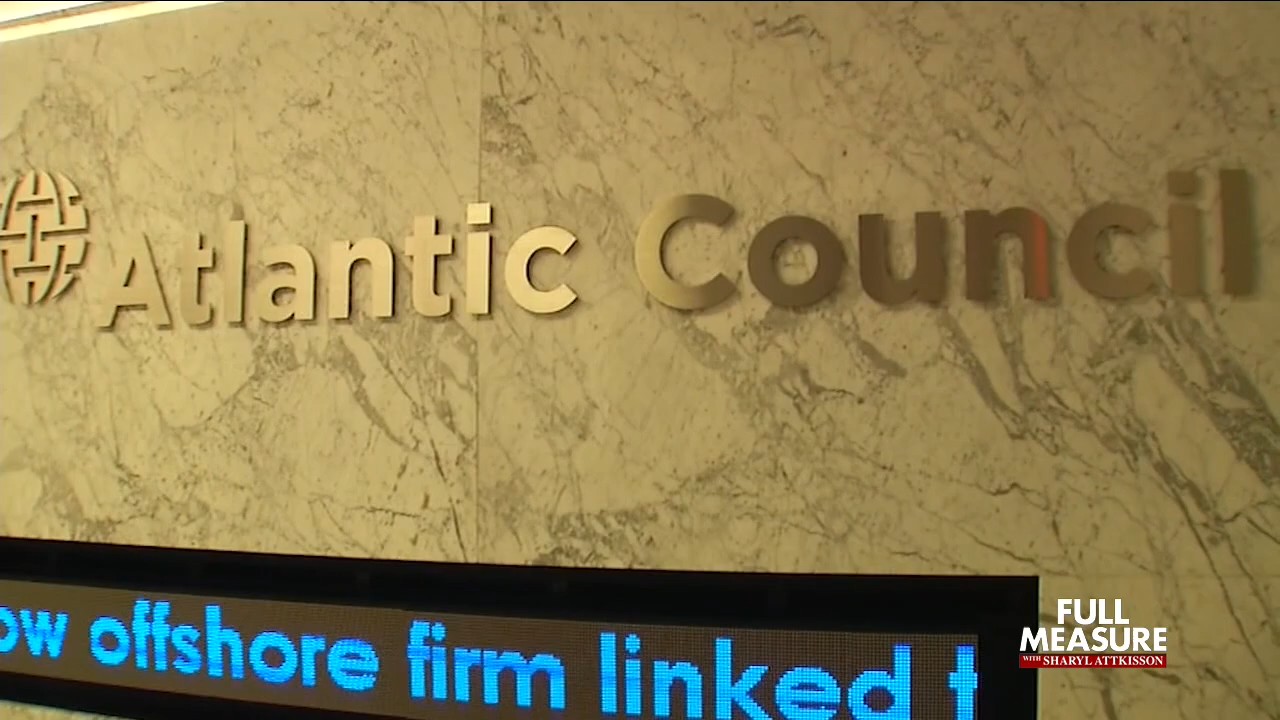 Atlantic Council
ow offshore firm linked t
FULL
MEASURE
WITH SHARYL ATTKISSON